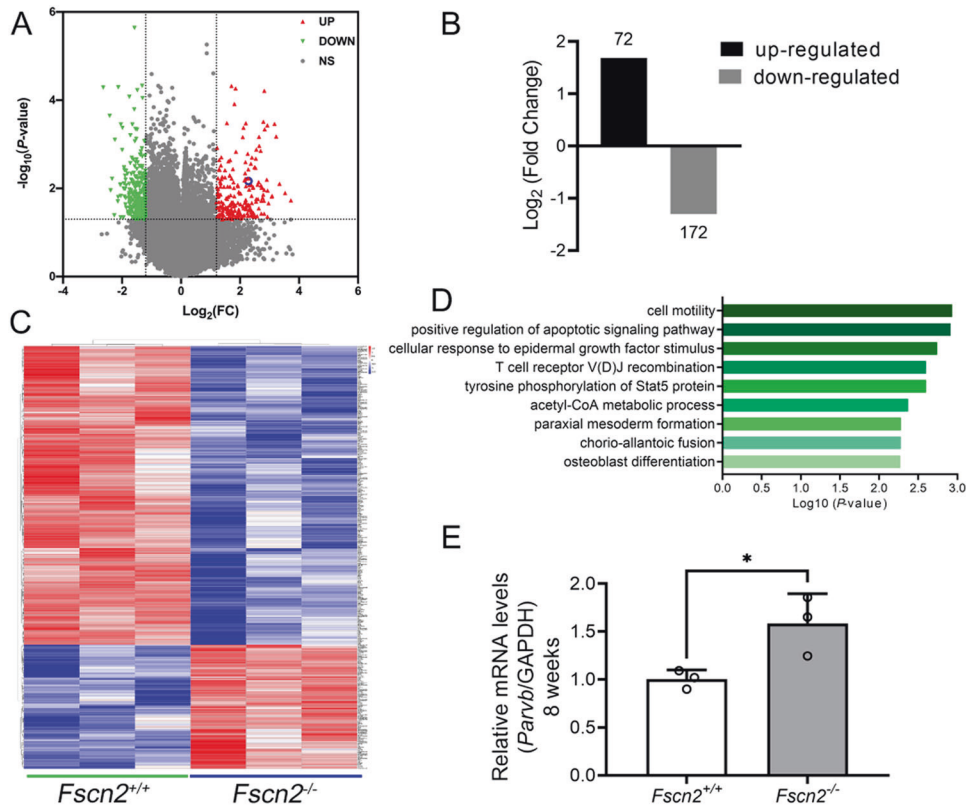 A
-6
-4
-2
0
-log10(P-value)
-4
-2
0
2
4
6
Log2(FC)
UP
DOWN
NS
B
2
1
0
-1
-2
Log2 (Fold Change)
72
172
up-regulated
down-regulated
C
Fscn2+/+
Fscn2-/-
D
cell motility
positive regulation of apoptotic signaling pathway
cellular response to epidermal growth factor stimulus
T cell receptor V(D)J recombination
tyrosine phosphorylation of Stat5 protein
acetyl-CoA metabolic process
paraxial mesoderm formation
chorio-allantoic fusion
osteoblast differentiation
0.0 0.5 1.0 1.5 2.0 2.5 3.0
Log10 (P-value)
E
Relative mRNA levels
(Parvb/GAPDH)
8 weeks
2.0
1.5
1.0
0.5
0.0
*
Fscn2+/+
Fscn2-/-